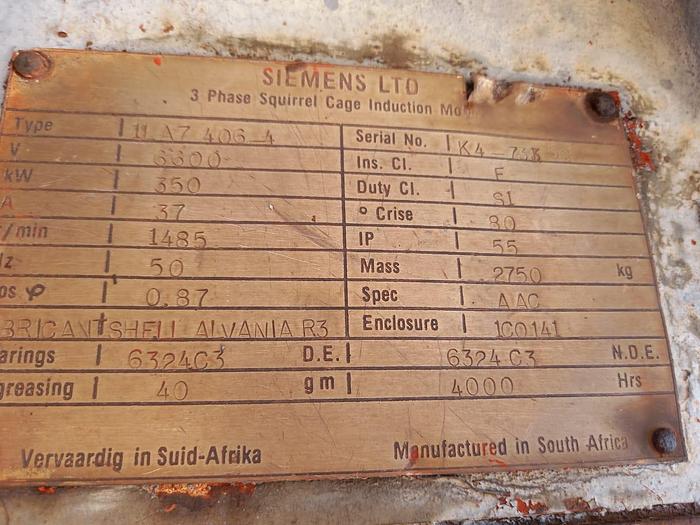 SIEMENS LTD
3 Phase Squirrel Cage Induction Mo
Type 1LA7 406-4 Serial No. K4-
V 6600 Ins. Cl. F
kW 350 Duty Cl. S1
A 37 ° Crise 80
r/min 1485 IP 55
Hz 50 Mass 2750 kg
os φ 0.87 Spec AAC
BRICANT SHELL ALVANIA R3 Enclosure 1C0141
arings 6324C3 D.E. 6324 C3 N.D.E.
greasing 40 gm 4000 Hrs
Vervaardig in Suid-Afrika Manufactured in South Africa